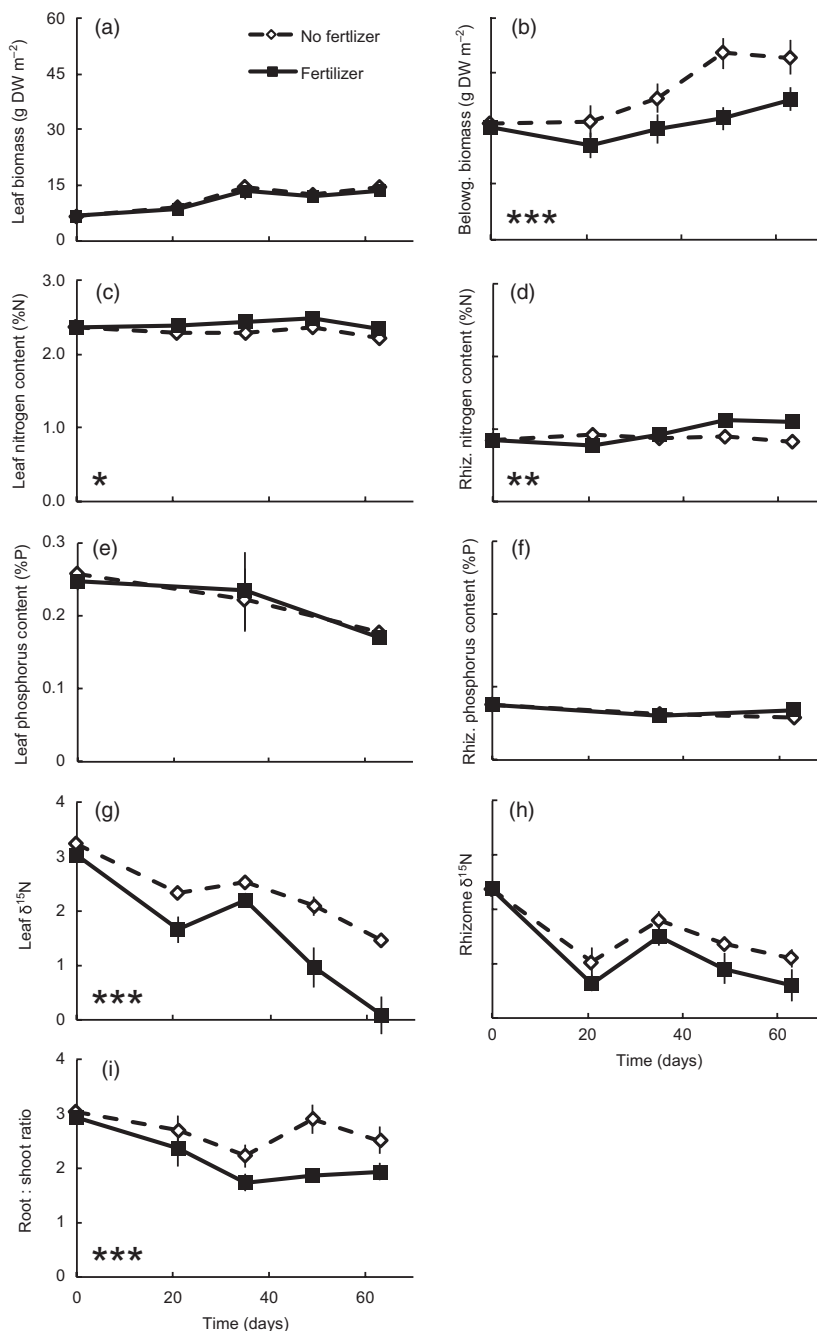 (a)
No fertlizer
Fertilizer
Leaf biomass (g DW m⁻²)
60
45
30
15
0
(b)
Belowg. biomass (g DW m⁻²)
***
(c)
Leaf nitrogen content (%N)
3.0
2.0
1.0
0.0
*
(d)
Rhiz. nitrogen content (%N)
**
(e)
Leaf phosphorus content (%P)
0.3
0.2
0.1
0
(f)
Rhiz. phosphorus content (%P)
(g)
Leaf δ¹⁵N
4
3
2
1
0
***
(h)
Rhizome δ¹⁵N
0 20 40 60
Time (days)
(i)
Root : shoot ratio
4
3
2
1
0
***
0 20 40 60
Time (days)